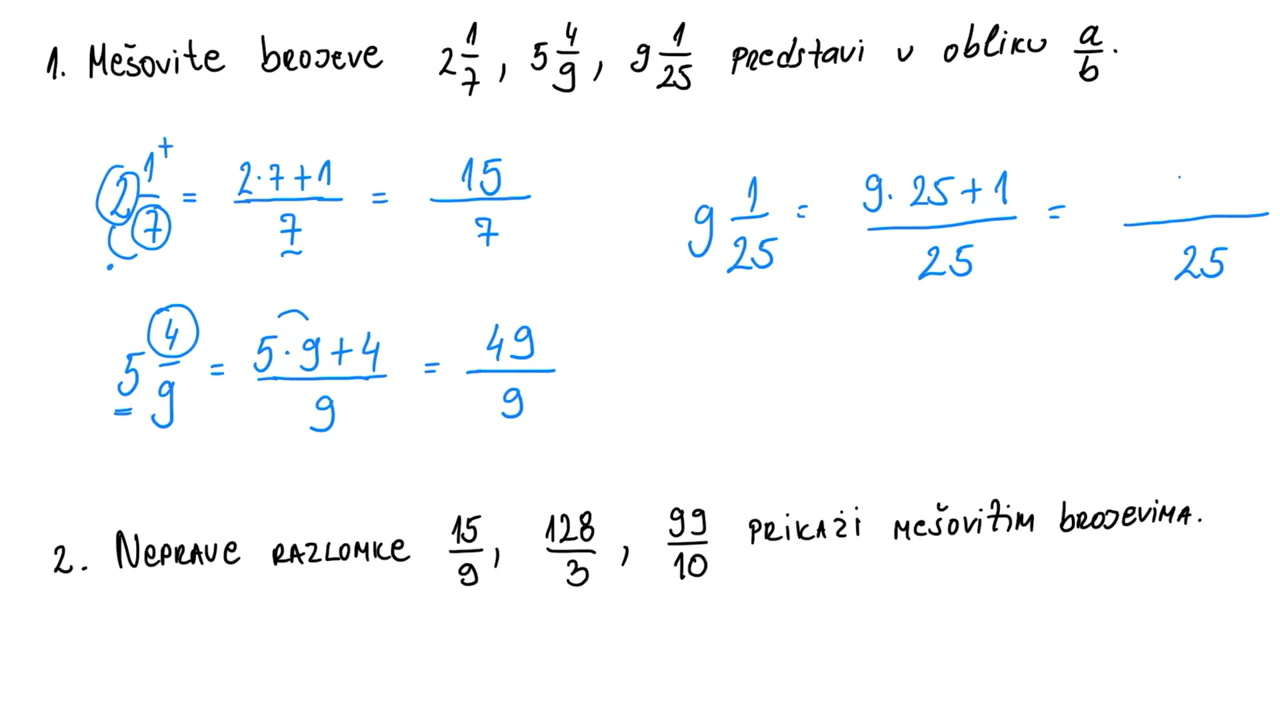 1. Mešovite brojeve 2 1/7, 5 4/9, 9 1/25 predstavi u obliku a/b.
2 1/7 + = 2·7+1/7 = 15/7
5 4/9 = 5·9+4/9 = 49/9
9 1/25 = 9·25+1/25 = /25
2. Neprave razlomke 15/9, 128/3, 99/10 prikaži mešovitim brojevima.